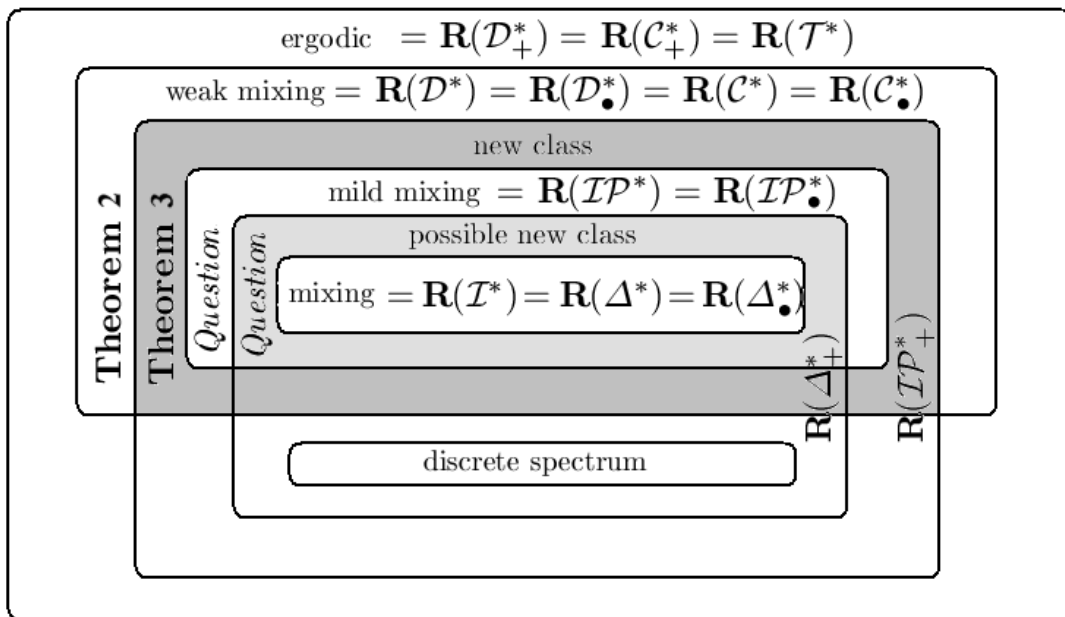 ergodic = R(𝒟*₊) = R(𝒞*₊) = R(𝒯*)
weak mixing = R(𝒟*) = R(𝒟*•) = R(𝒞*) = R(𝒞*•)
new class
mild mixing = R(ℐ𝒫*) = R(ℐ𝒫*•)
possible new class
mixing = R(ℐ*) = R(Δ*) = R(Δ*•)
Theorem 2
Theorem 3
Question
Question
R(Δ*₊)
R(ℐ𝒫*₊)
discrete spectrum